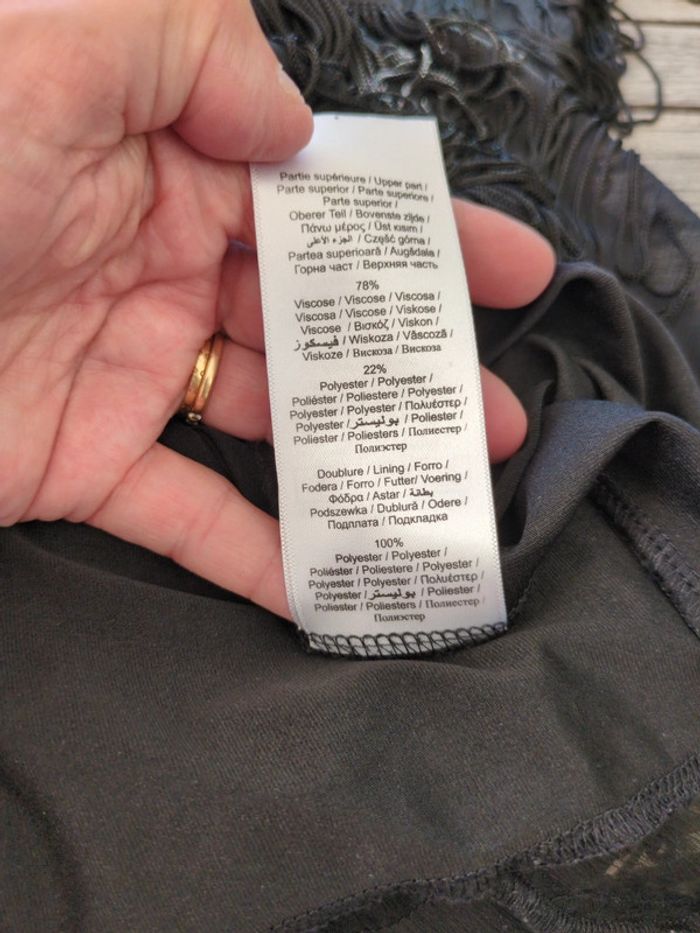 Partie supérieure / Upper part /
Parte superior / Parte superiore /
Parte superior /
Oberer Teil / Bovenste zijde /
Πάνω μέρος / Üst kısım /
الجزء الأعلى / Część górna /
Partea superioară / Augšdaļa /
Горна част / Верхняя часть
78%
Viscose / Viscose / Viscosa /
Viscosa / Viscose / Viskose /
Viscose / Βισκόζ / Viskon /
فيسكوز / Wiskoza / Vâscoză /
Viskoze / Вискоза / Вискоза
22%
Polyester / Polyester /
Poliéster / Poliestere / Polyester /
Polyester / Polyester / Πολυέστερ /
Polyester / بوليستر / Poliester /
Poliester / Poliesters / Полиестер /
Полиэстер
Doublure / Lining / Forro /
Fodera / Forro / Futter/ Voering /
Φόδρα / Astar / بطانة /
Podszewka / Dublură / Odere /
Подплата / Подкладка
100%
Polyester / Polyester /
Poliéster / Poliestere / Polyester /
Polyester / Polyester / Πολυέστερ /
Polyester / بوليستر / Poliester /
Poliester / Poliesters / Полиестер /
Полиэстер